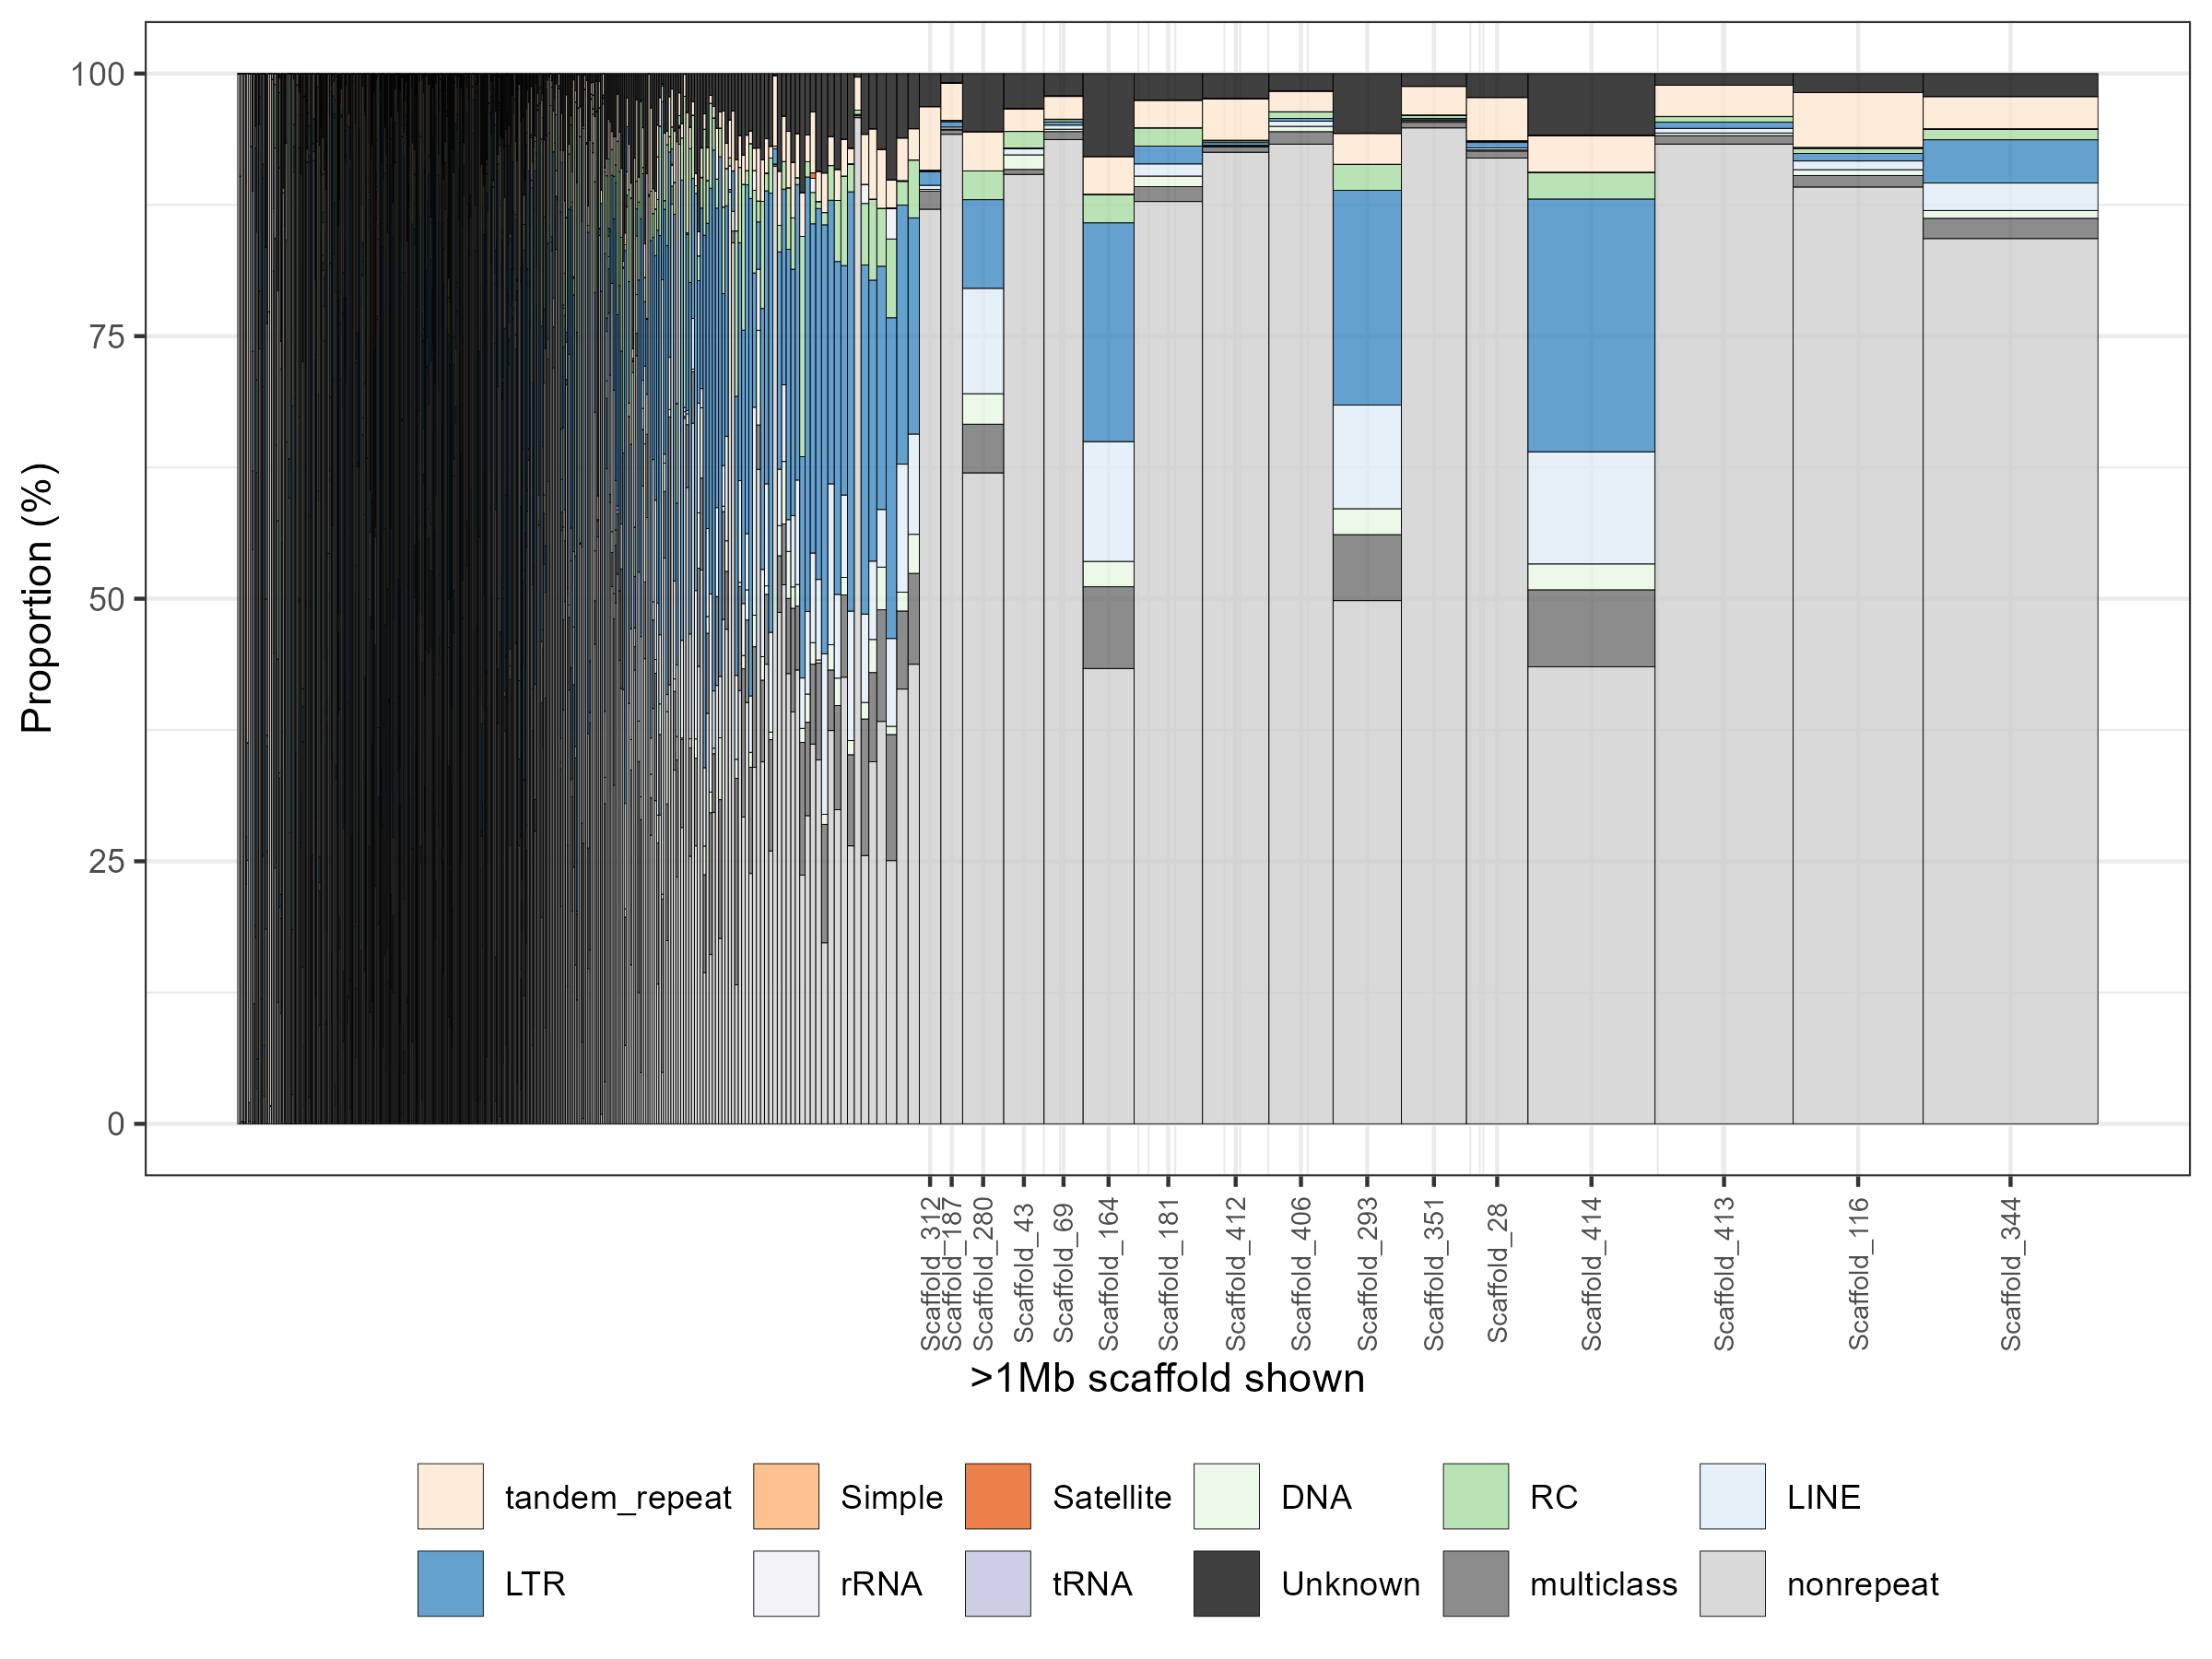 Proportion (%)
100
75
50
25
0
Scaffold_312
Scaffold_187
Scaffold_280
Scaffold_43
Scaffold_69
Scaffold_164
Scaffold_181
Scaffold_412
Scaffold_406
Scaffold_293
Scaffold_351
Scaffold_28
Scaffold_414
Scaffold_413
Scaffold_116
Scaffold_344
>1Mb scaffold shown
tandem_repeat Simple Satellite DNA RC LINE
LTR rRNA tRNA Unknown multiclass nonrepeat